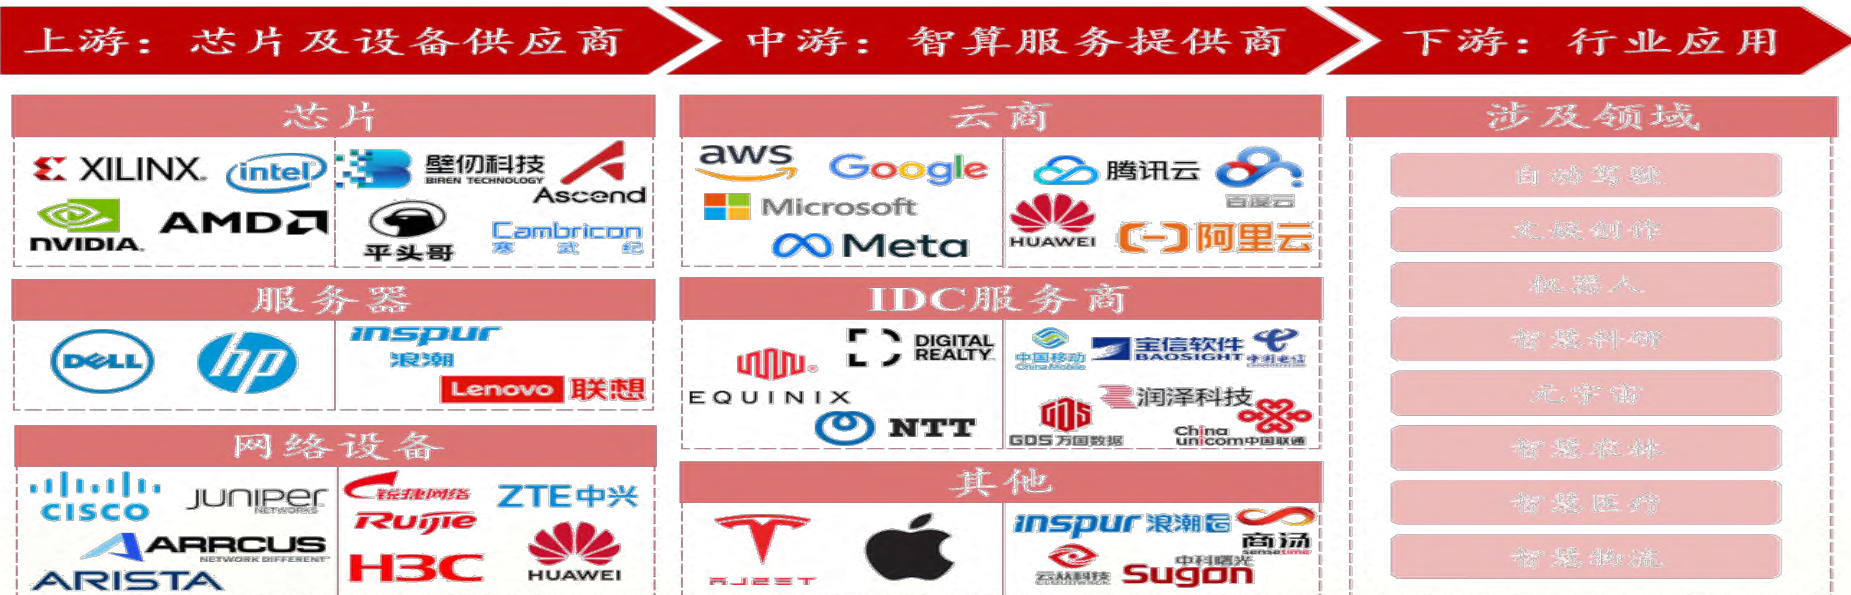 上游：芯片及设备供应商
中游：智算服务提供商
下游：行业应用
芯片
XILINX
intel
壁仞科技
BIREN TECHNOLOGY
Ascend
NVIDIA
AMD
平头哥
Cambricon
寒武纪
服务器
DELL
hp
inspur
浪潮
Lenovo 联想
网络设备
CISCO
JUNIPER
NETWORKS
锐捷网络
Ruijie
ZTE中兴
ARRCUS
NETWORK DIFFERENT
ARISTA
H3C
HUAWEI
云商
aws
Google
腾讯云
百度云
Microsoft
HUAWEI
阿里云
Meta
IDC服务商
DIGITAL
REALTY
EQUINIX
NTT
中国移动
China Mobile
宝信软件
BAOSIGHT
中国电信
润泽科技
GDS 万国数据
China
unicom中国联通
其他
inspur 浪潮云
商汤
sensetime
云从科技
中科曙光
Sugon
涉及领域
自动驾驶
文娱创作
机器人
智慧科研
元宇宙
智慧农林
智慧医疗
智慧物流